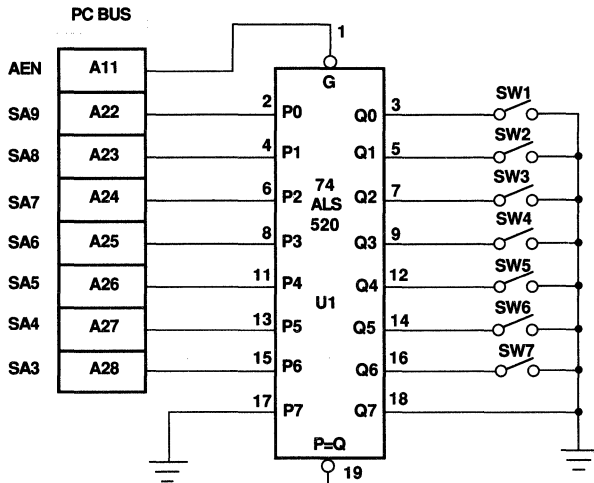 PC BUS
1
AEN A11 G
SA9 A22 2 P0 Q0 3 SW1
SA8 A23 4 P1 Q1 5 SW2
SA7 A24 6 P2 74 Q2 7 SW3
ALS
520
SA6 A25 8 P3 Q3 9 SW4
SA5 A26 11 P4 Q4 12 SW5
U1
SA4 A27 13 P5 Q5 14 SW6
SA3 A28 15 P6 Q6 16 SW7
17 P7 Q7 18
P=Q
19